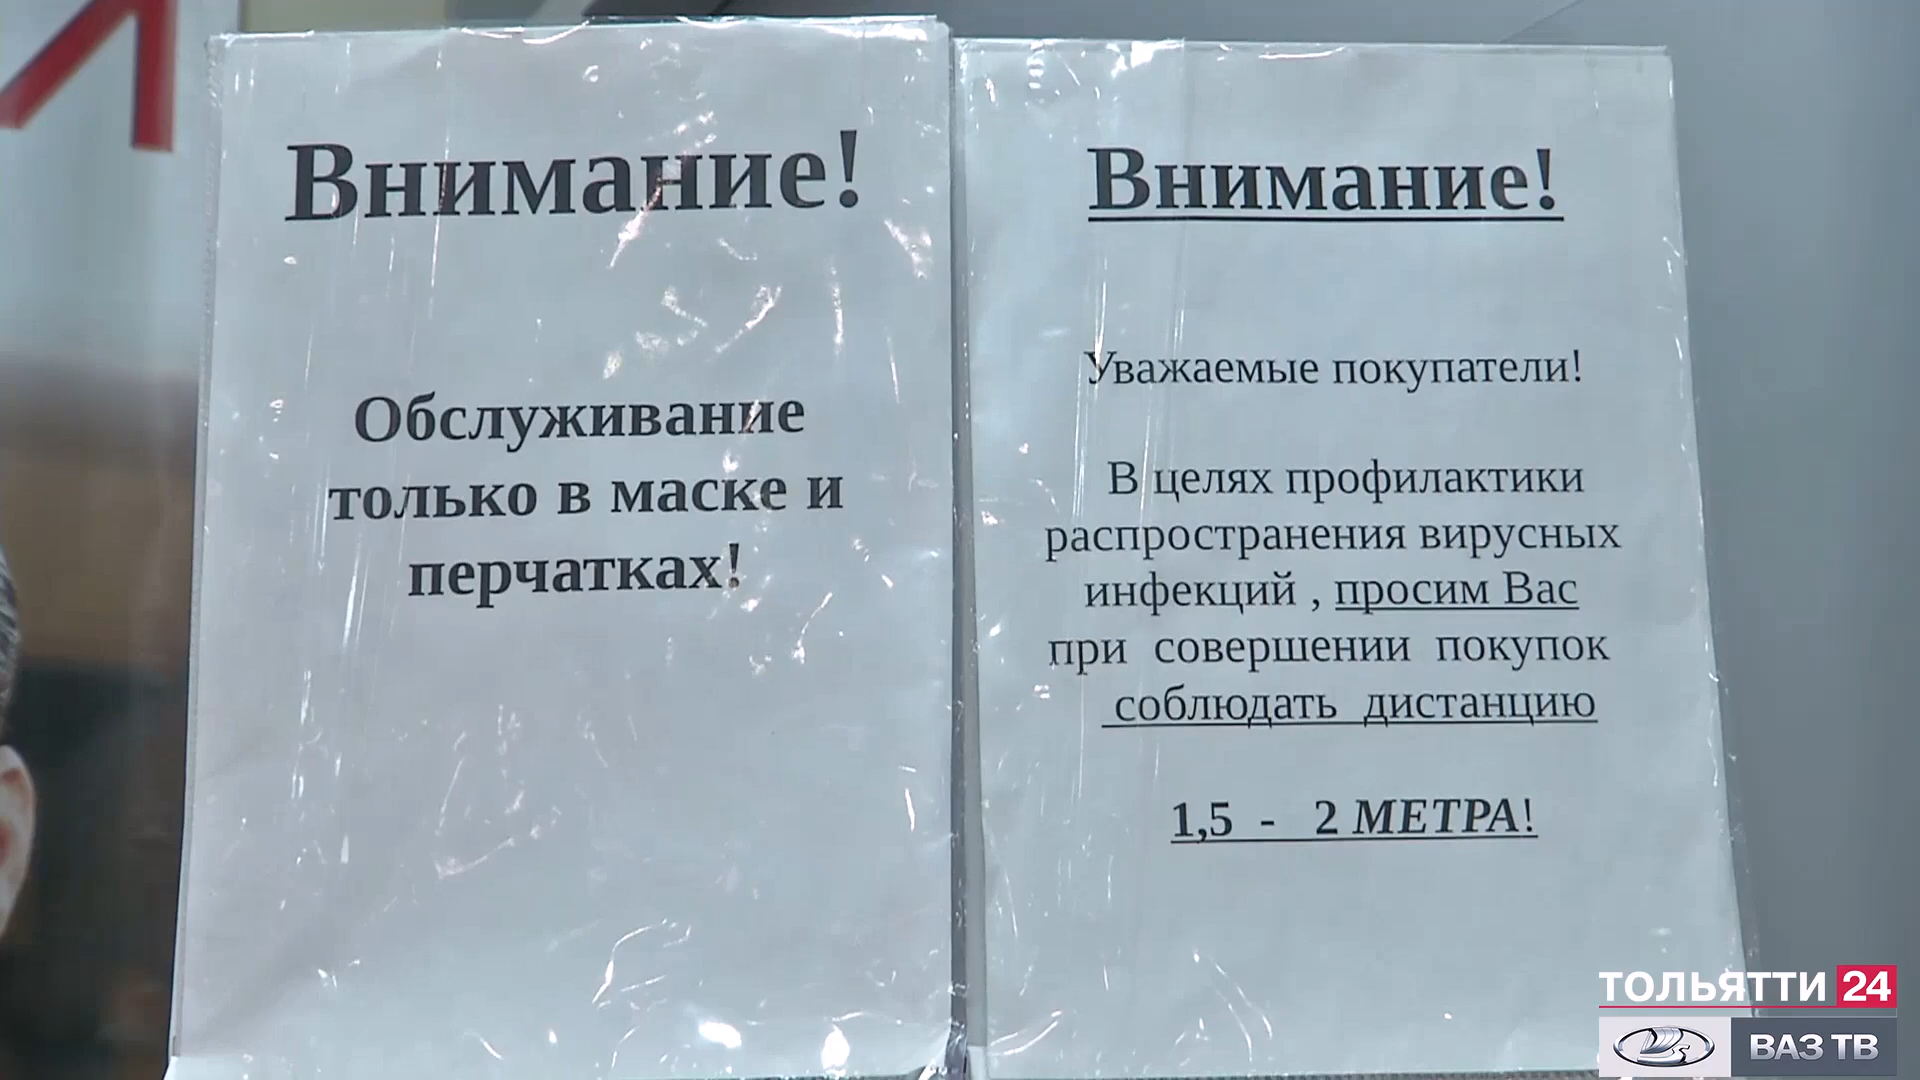 Внимание!
Обслуживание
только в маске и
перчатках!
Внимание!
Уважаемые покупатели!
В целях профилактики
распространения вирусных
инфекций , просим Вас
при совершении покупок
соблюдать дистанцию
1,5 - 2 МЕТРА!
ТОЛЬЯТТИ 24
ВАЗ ТВ